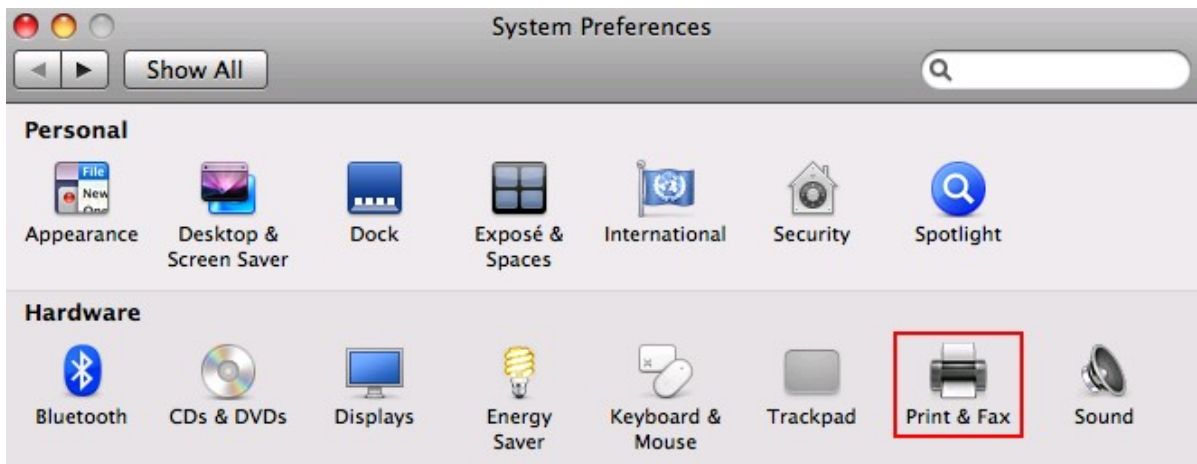 System Preferences
Show All
Personal
File
New
Appearance
Desktop &
Screen Saver
Dock
Exposé &
Spaces
International
Security
Spotlight
Hardware
Bluetooth
CDs & DVDs
Displays
Energy
Saver
Keyboard &
Mouse
Trackpad
Print & Fax
Sound